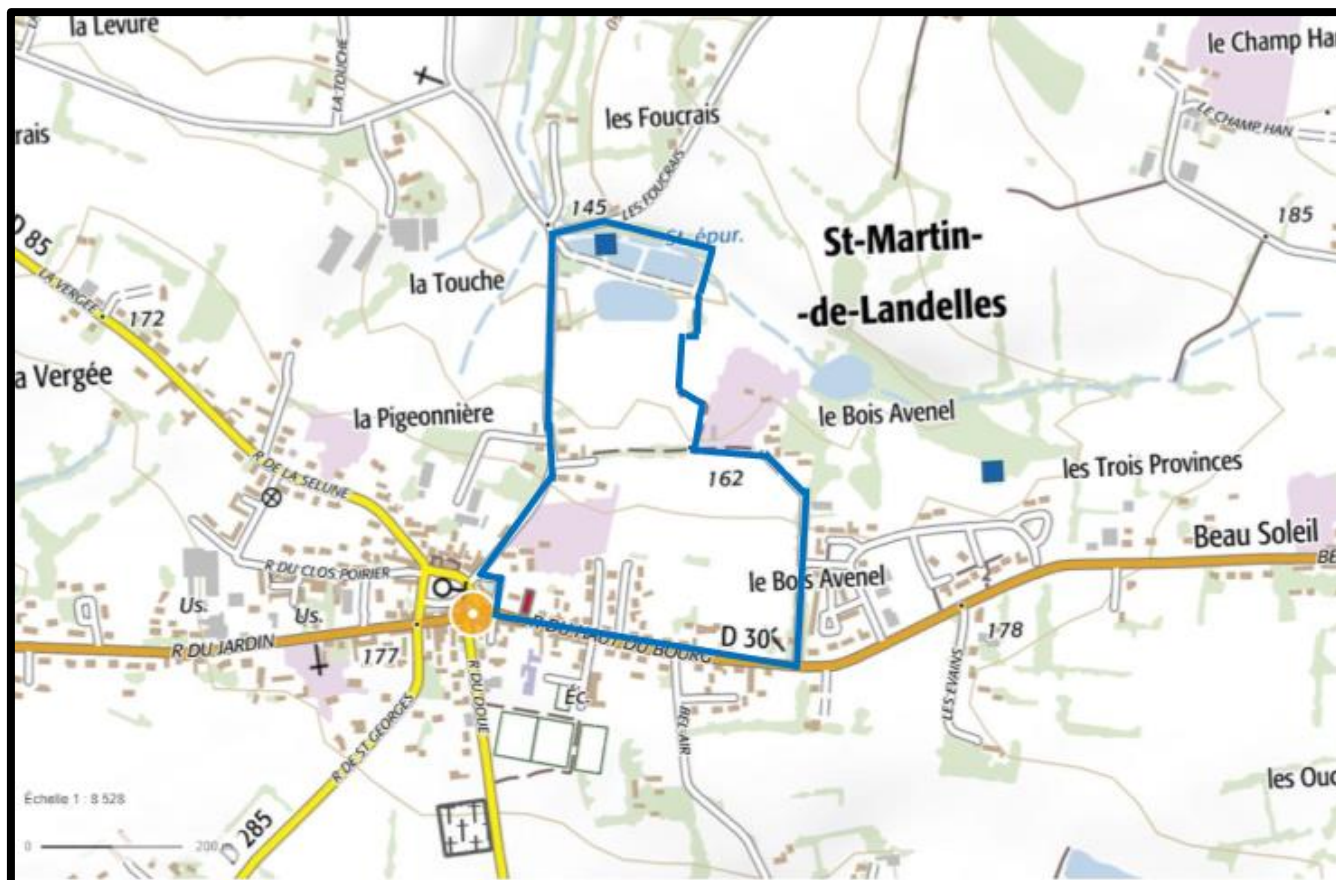 la Levure
LA TOUCHE
le Champ Har
LE CHAMP HAN
les Foucrais
rais
LES FOUCRAIS
145
185
St. épur.
St-Martin-
-de-Landelles
D 85
la Touche
LA VERGÉE
172
a Vergée
la Pigeonnière
le Bois Avenel
162
les Trois Provinces
R DE LA SELUNE
Beau Soleil
BE
R DU CLOS POIRIER
le Bois Avenel
Us.
Us.
R DU HAUT DU BOURG
D 30
178
R DU JARDIN
177
R DU DOUE
Éc.
BEL AIR
LES EVAINS
R DE ST GEORGES
les Ouc
Échelle 1 : 8 528
D 285
0
200 m